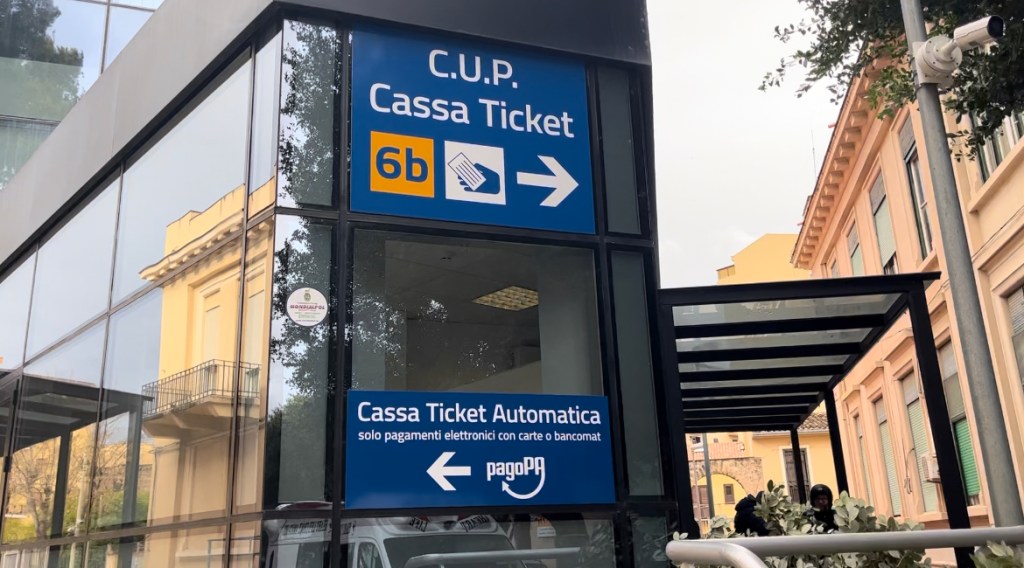 C.U.P.
Cassa Ticket
6b
Cassa Ticket Automatica
solo pagamenti elettronici con carte o bancomat
pagoPA